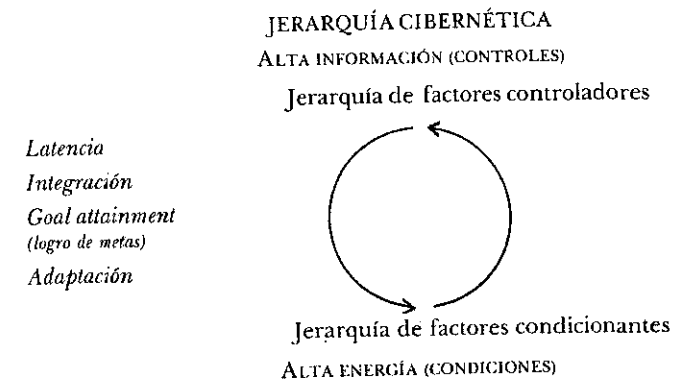 JERARQUÍA CIBERNÉTICA
ALTA INFORMACIÓN (CONTROLES)
Jerarquía de factores controladores
Latencia
Integración
Goal attainment
(logro de metas)
Adaptación
Jerarquía de factores condicionantes
ALTA ENERGÍA (CONDICIONES)